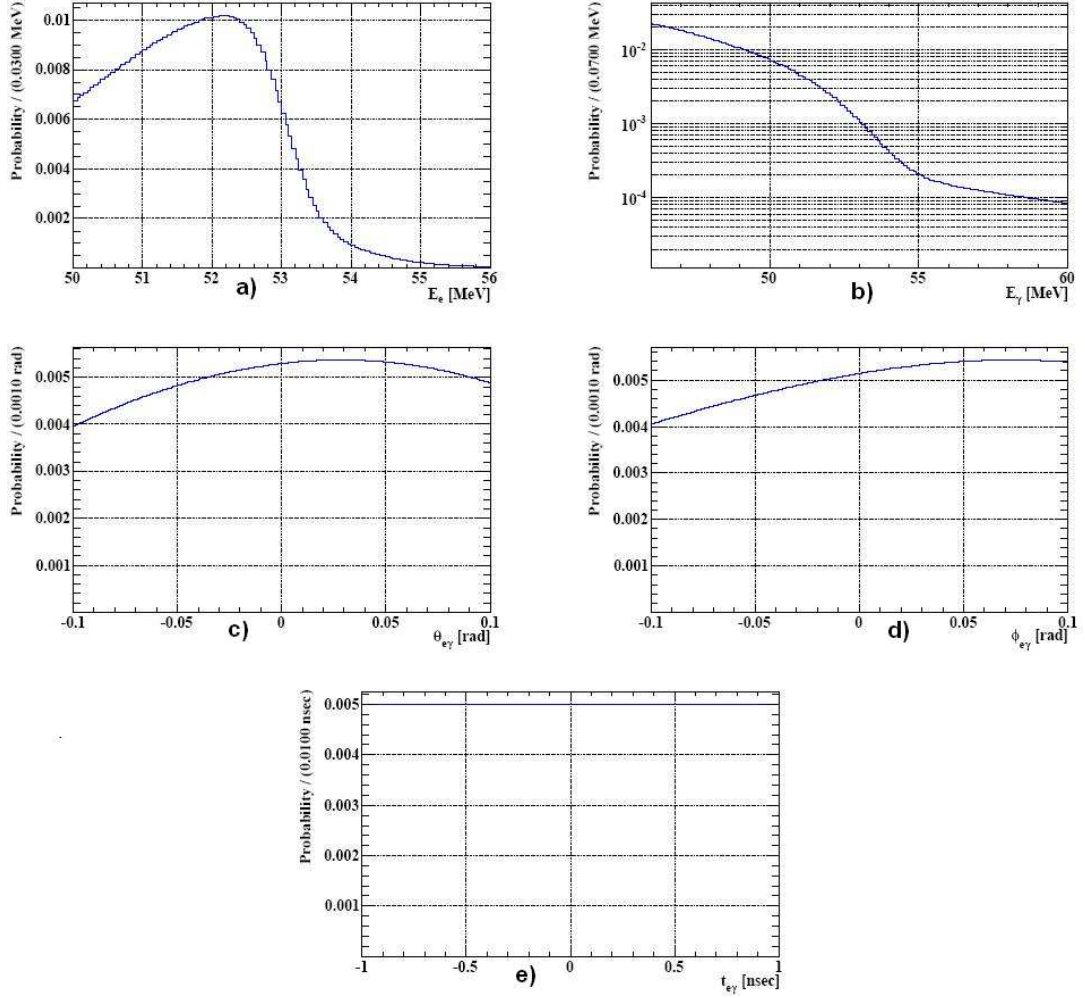 Probability / (0.0300 MeV)
0.01
0.008
0.006
0.004
0.002
50 51 52 53 54 55 56
a) E_e [MeV]
Probability / (0.0700 MeV)
10^-2
10^-3
10^-4
50 55 60
b) E_γ [MeV]
Probability / (0.0010 rad)
0.005
0.004
0.003
0.002
0.001
-0.1 -0.05 0 0.05 0.1
c) θ_eγ [rad]
Probability / (0.0010 rad)
0.005
0.004
0.003
0.002
0.001
-0.1 -0.05 0 0.05 0.1
d) ϕ_eγ [rad]
Probability / (0.0100 nsec)
0.005
0.004
0.003
0.002
0.001
-1 -0.5 0 0.5 1
e) t_eγ [nsec]